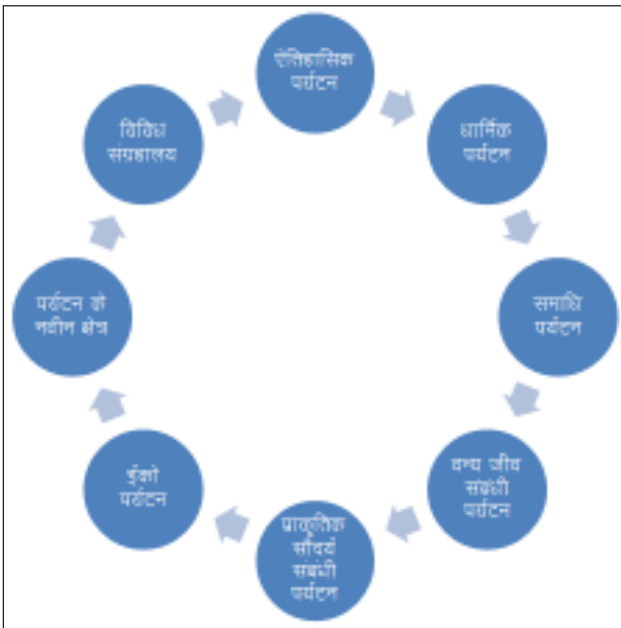 ऐतिहासिक
पर्यटन
धार्मिक
पर्यटन
समाधि
पर्यटन
वन्य जीव
संबंधी
पर्यटन
प्राकृतिक
सौंदर्य
संबंधी
पर्यटन
ईको
पर्यटन
पर्यटन के
नवीन क्षेत्र
विविध
संग्रहालय